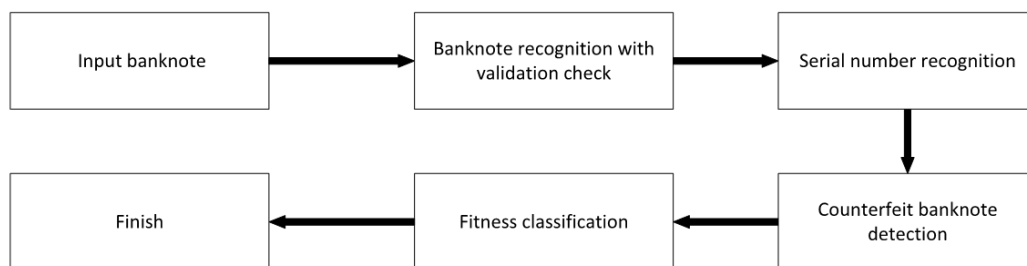 Input banknote
Banknote recognition with
validation check
Serial number recognition
Counterfeit banknote
detection
Fitness classification
Finish